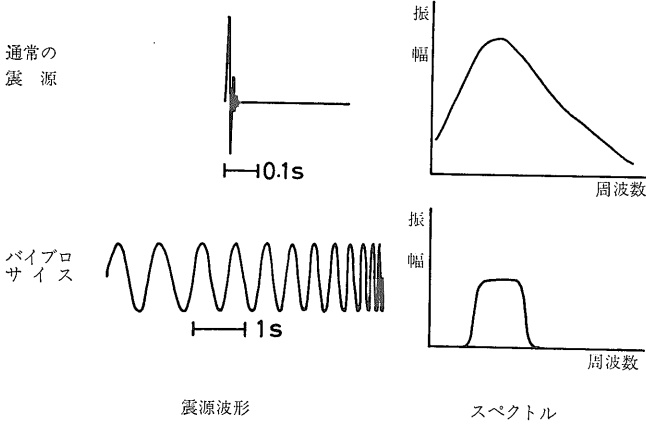 通常の
震源
0.1s
振
幅
周波数
バイブロ
サイス
1s
振
幅
周波数
震源波形
スペクトル